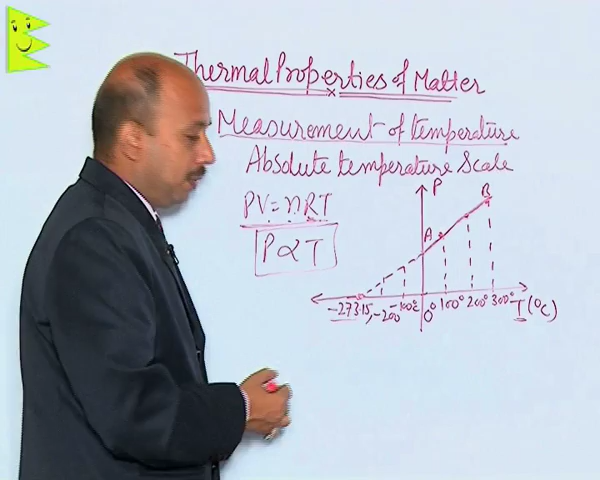 Thermal Properties of Matter
Measurement of temperature
Absolute temperature Scale
PV = nRT
P ∝ T
P
B
A
-273.15, -200 -100°C 0° 100° 200° 300° T (°C)